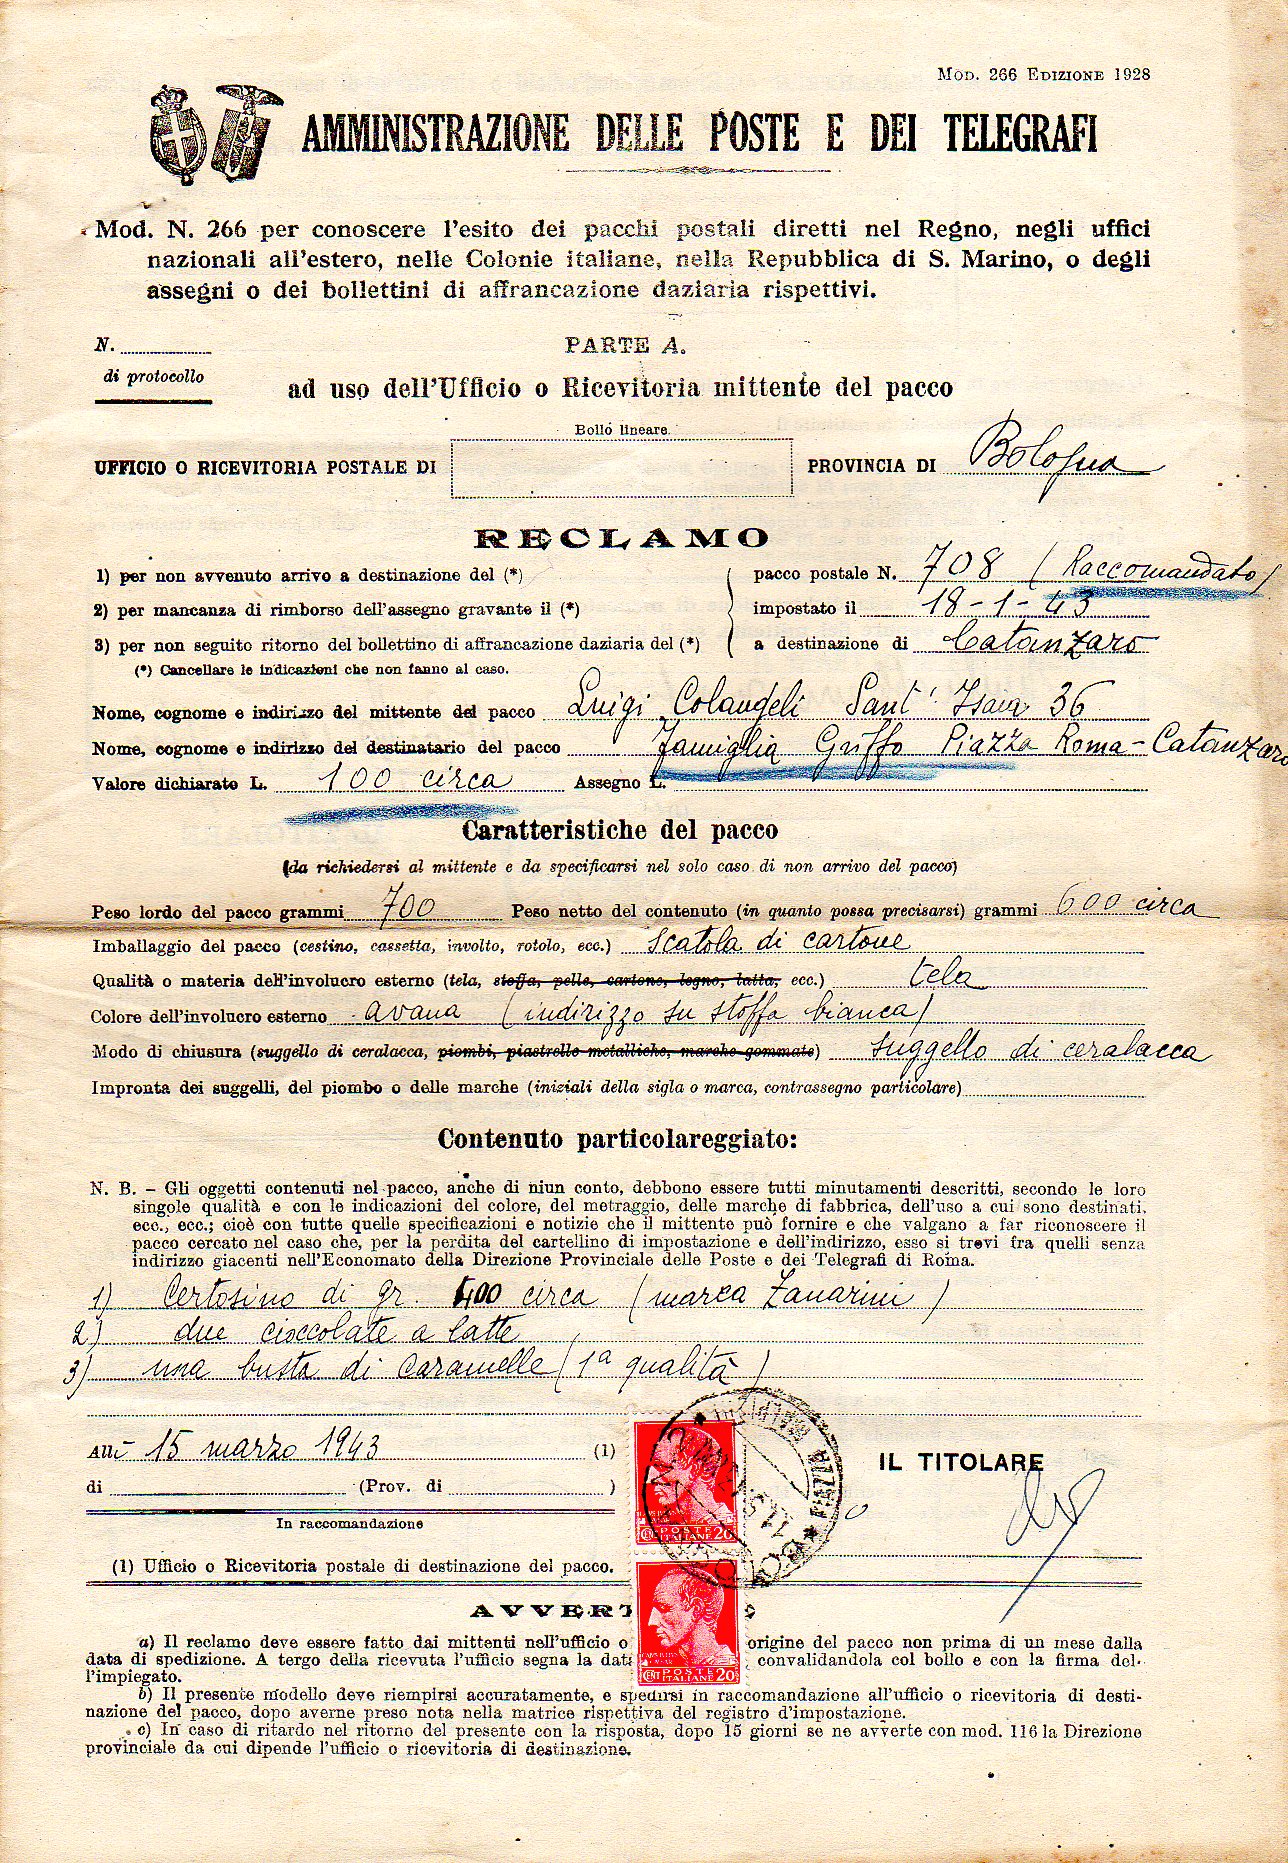 MOD. 266 EDIZIONE 1928
AMMINISTRAZIONE DELLE POSTE E DEI TELEGRAFI
Mod. N. 266 per conoscere l'esito dei pacchi postali diretti nel Regno, negli uffici
nazionali all'estero, nelle Colonie italiane, nella Repubblica di S. Marino, o degli
assegni o dei bollettini di affrancazione daziaria rispettivi.
N.
di protocollo
PARTE A.
ad uso dell'Ufficio o Ricevitoria mittente del pacco
Bollo lineare.
UFFICIO O RICEVITORIA POSTALE DI PROVINCIA DI Bologna
RECLAMO
1) per non avvenuto arrivo a destinazione del (*) pacco postale N. 708 (Raccomandato)
2) per mancanza di rimborso dell'assegno gravante il (*) impostato il 18-1-43
3) per non seguito ritorno del bollettino di affrancazione daziaria del (*) a destinazione di Catanzaro
(*) Cancellare le indicazioni che non fanno al caso.
Nome, cognome e indirizzo del mittente del pacco Luigi Colangeli Sant' Isaia 36
Nome, cognome e indirizzo del destinatario del pacco Famiglia Griffo Piazza Roma - Catanzaro
Valore dichiarato L. 100 circa Assegno L.
Caratteristiche del pacco
(da richiedersi al mittente e da specificarsi nel solo caso di non arrivo del pacco)
Peso lordo del pacco grammi 700 Peso netto del contenuto (in quanto possa precisarsi) grammi 600 circa
Imballaggio del pacco (cestino, cassetta, involto, rotolo, ecc.) Scatola di cartone
Qualità o materia dell'involucro esterno (tela, stoffa, pelle, cartone, legno, latta, ecc.) tela
Colore dell'involucro esterno avana (indirizzo su stoffa bianca)
Modo di chiusura (suggello di ceralacca, piombi, piastrelle metalliche, marche gommate) suggello di ceralacca
Impronta dei suggelli, del piombo o delle marche (iniziali della sigla o marca, contrassegno particolare)
Contenuto particolareggiato:
N. B. - Gli oggetti contenuti nel pacco, anche di niun conto, debbono essere tutti minutamenti descritti, secondo le loro
singole qualità e con le indicazioni del colore, del metraggio, delle marche di fabbrica, dell'uso a cui sono destinati,
ecc., ecc.; cioè con tutte quelle specificazioni e notizie che il mittente può fornire e che valgano a far riconoscere il
pacco cercato nel caso che, per la perdita del cartellino di impostazione e dell'indirizzo, esso si trovi fra quelli senza
indirizzo giacenti nell'Economato della Direzione Provinciale delle Poste e dei Telegrafi di Roma.
1) Certosino di gr. 400 circa (marca Zanarini)
2) due cioccolate a latte
3) una busta di caramelle (1ª qualità)
Alli 15 marzo 1943 (1)
di (Prov. di )
IL TITOLARE
In raccomandazione
(1) Ufficio o Ricevitoria postale di destinazione del pacco.
POSTE
ITALIANE 20
CENT
POSTE
ITALIANE 20
CENT
AVVERT
a) Il reclamo deve essere fatto dai mittenti nell'ufficio o origine del pacco non prima di un mese dalla
data di spedizione. A tergo della ricevuta l'ufficio segna la dat convalidandola col bollo e con la firma del-
l'impiegato.
b) Il presente modello deve riempirsi accuratamente, e spedirsi in raccomandazione all'ufficio o ricevitoria di desti-
nazione del pacco, dopo averne preso nota nella matrice rispettiva del registro d'impostazione.
c) In caso di ritardo nel ritorno del presente con la risposta, dopo 15 giorni se ne avverte con mod. 116 la Direzione
provinciale da cui dipende l'ufficio o ricevitoria di destinazione.